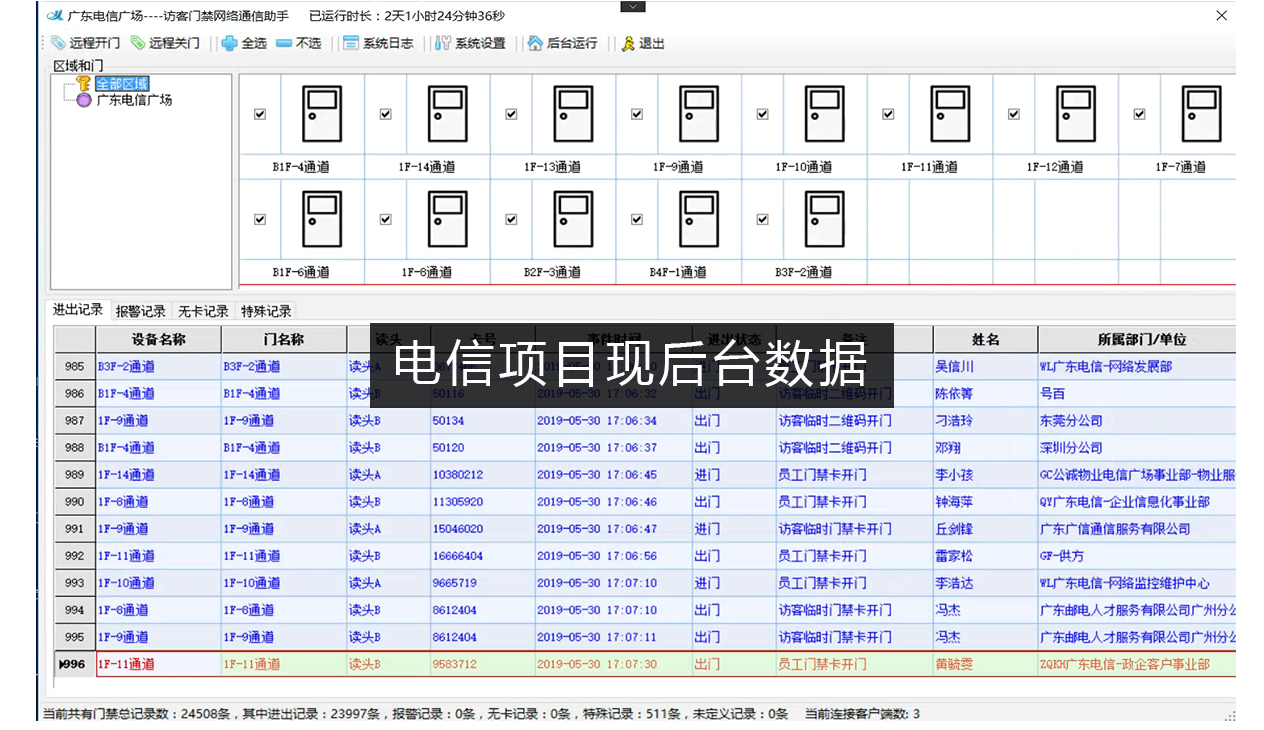 广东电信广场----访客门禁网络通信助手 已运行时长：2天1小时24分钟36秒
远程开门 远程关门 全选 不选 系统日志 系统设置 后台运行 退出
区域和门
全部区域
广东电信广场
B1F-4通道 1F-14通道 1F-13通道 1F-9通道 1F-10通道 1F-11通道 1F-12通道 1F-7通道
B1F-6通道 1F-8通道 B2F-3通道 B4F-1通道 B3F-2通道
进出记录 报警记录 无卡记录 特殊记录
设备名称 门名称 读头 卡号 事件时间 进出状态 备注 姓名 所属部门/单位
电信项目现后台数据
985 B3F-2通道 B3F-2通道 读头A 吴信川 WL广东电信-网络发展部
986 B1F-4通道 B1F-4通道 读头B 50116 2019-05-30 17:06:32 出门 访客临时二维码开门 陈依箐 号百
987 1F-9通道 1F-9通道 读头B 50134 2019-05-30 17:06:34 出门 访客临时二维码开门 刁浩玲 东莞分公司
988 B1F-4通道 B1F-4通道 读头B 50120 2019-05-30 17:06:37 出门 访客临时二维码开门 邓翔 深圳分公司
989 1F-14通道 1F-14通道 读头A 10380212 2019-05-30 17:06:45 进门 员工门禁卡开门 李小孩 GC公诚物业电信广场事业部-物业服
990 1F-8通道 1F-8通道 读头B 11305920 2019-05-30 17:06:46 出门 员工门禁卡开门 钟海萍 QY广东电信-企业信息化事业部
991 1F-9通道 1F-9通道 读头A 15046020 2019-05-30 17:06:47 进门 访客临时门禁卡开门 丘剑锋 广东广信通信服务有限公司
992 1F-11通道 1F-11通道 读头B 16666404 2019-05-30 17:06:56 出门 员工门禁卡开门 雷家松 GF-供方
993 1F-10通道 1F-10通道 读头A 9665719 2019-05-30 17:07:10 进门 员工门禁卡开门 李浩达 WL广东电信-网络监控维护中心
994 1F-8通道 1F-8通道 读头B 8612404 2019-05-30 17:07:10 出门 访客临时门禁卡开门 冯杰 广东邮电人才服务有限公司广州分公
995 1F-9通道 1F-9通道 读头B 8612404 2019-05-30 17:07:11 出门 访客临时门禁卡开门 冯杰 广东邮电人才服务有限公司广州分公
996 1F-11通道 1F-11通道 读头B 9583712 2019-05-30 17:07:30 出门 员工门禁卡开门 黄毓雯 ZQKH广东电信-政企客户事业部
当前共有门禁总记录数：24508条，其中进出记录：23997条，报警记录：0条，无卡记录：0条，特殊记录：511条，未定义记录：0条 当前连接客户端数: 3